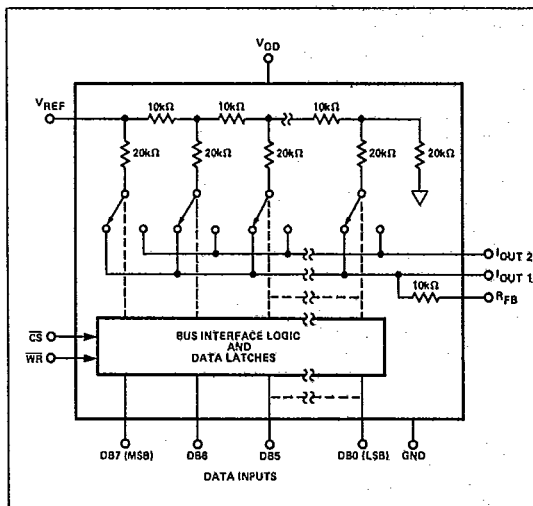 VDD
VREF
10kΩ 10kΩ 10kΩ
20kΩ 20kΩ 20kΩ 20kΩ 20kΩ
IOUT 2
IOUT 1
10kΩ
RFB
CS
WR
BUS INTERFACE LOGIC
AND
DATA LATCHES
DB7 (MSB) DB6 DB5 DB0 (LSB) GND
DATA INPUTS